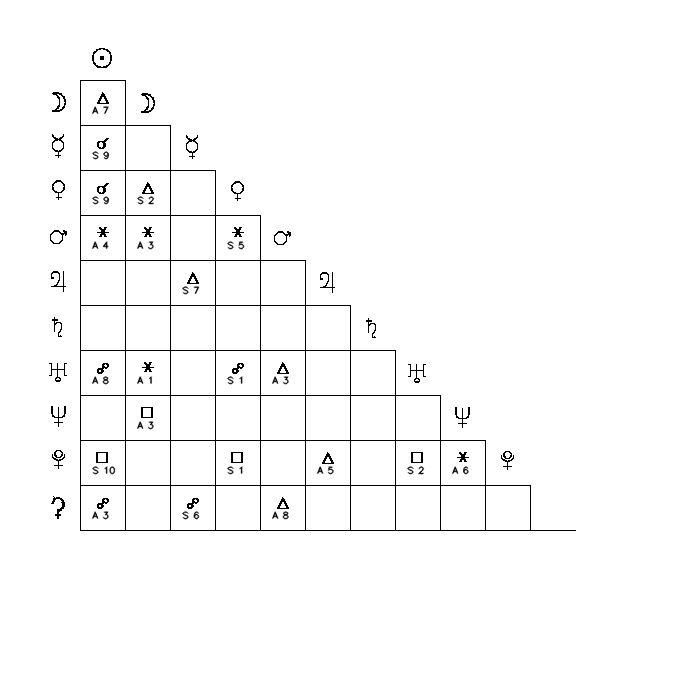 ☉
☽ △ A 7 ☽
☿ ☌ S 9 ☿
♀ ☌ S 9 △ S 2 ♀
♂ ⚹ A 4 ⚹ A 3 ⚹ S 5 ♂
♃ △ S 7 ♃
♄ ♄
♅ ☍ A 8 ⚹ A 1 ☍ S 1 △ A 3 ♅
♆ □ A 3 ♆
♇ □ S 10 □ S 1 △ A 5 □ S 2 ⚹ A 6 ♇
⚳ ☍ A 3 ☍ S 6 △ A 8